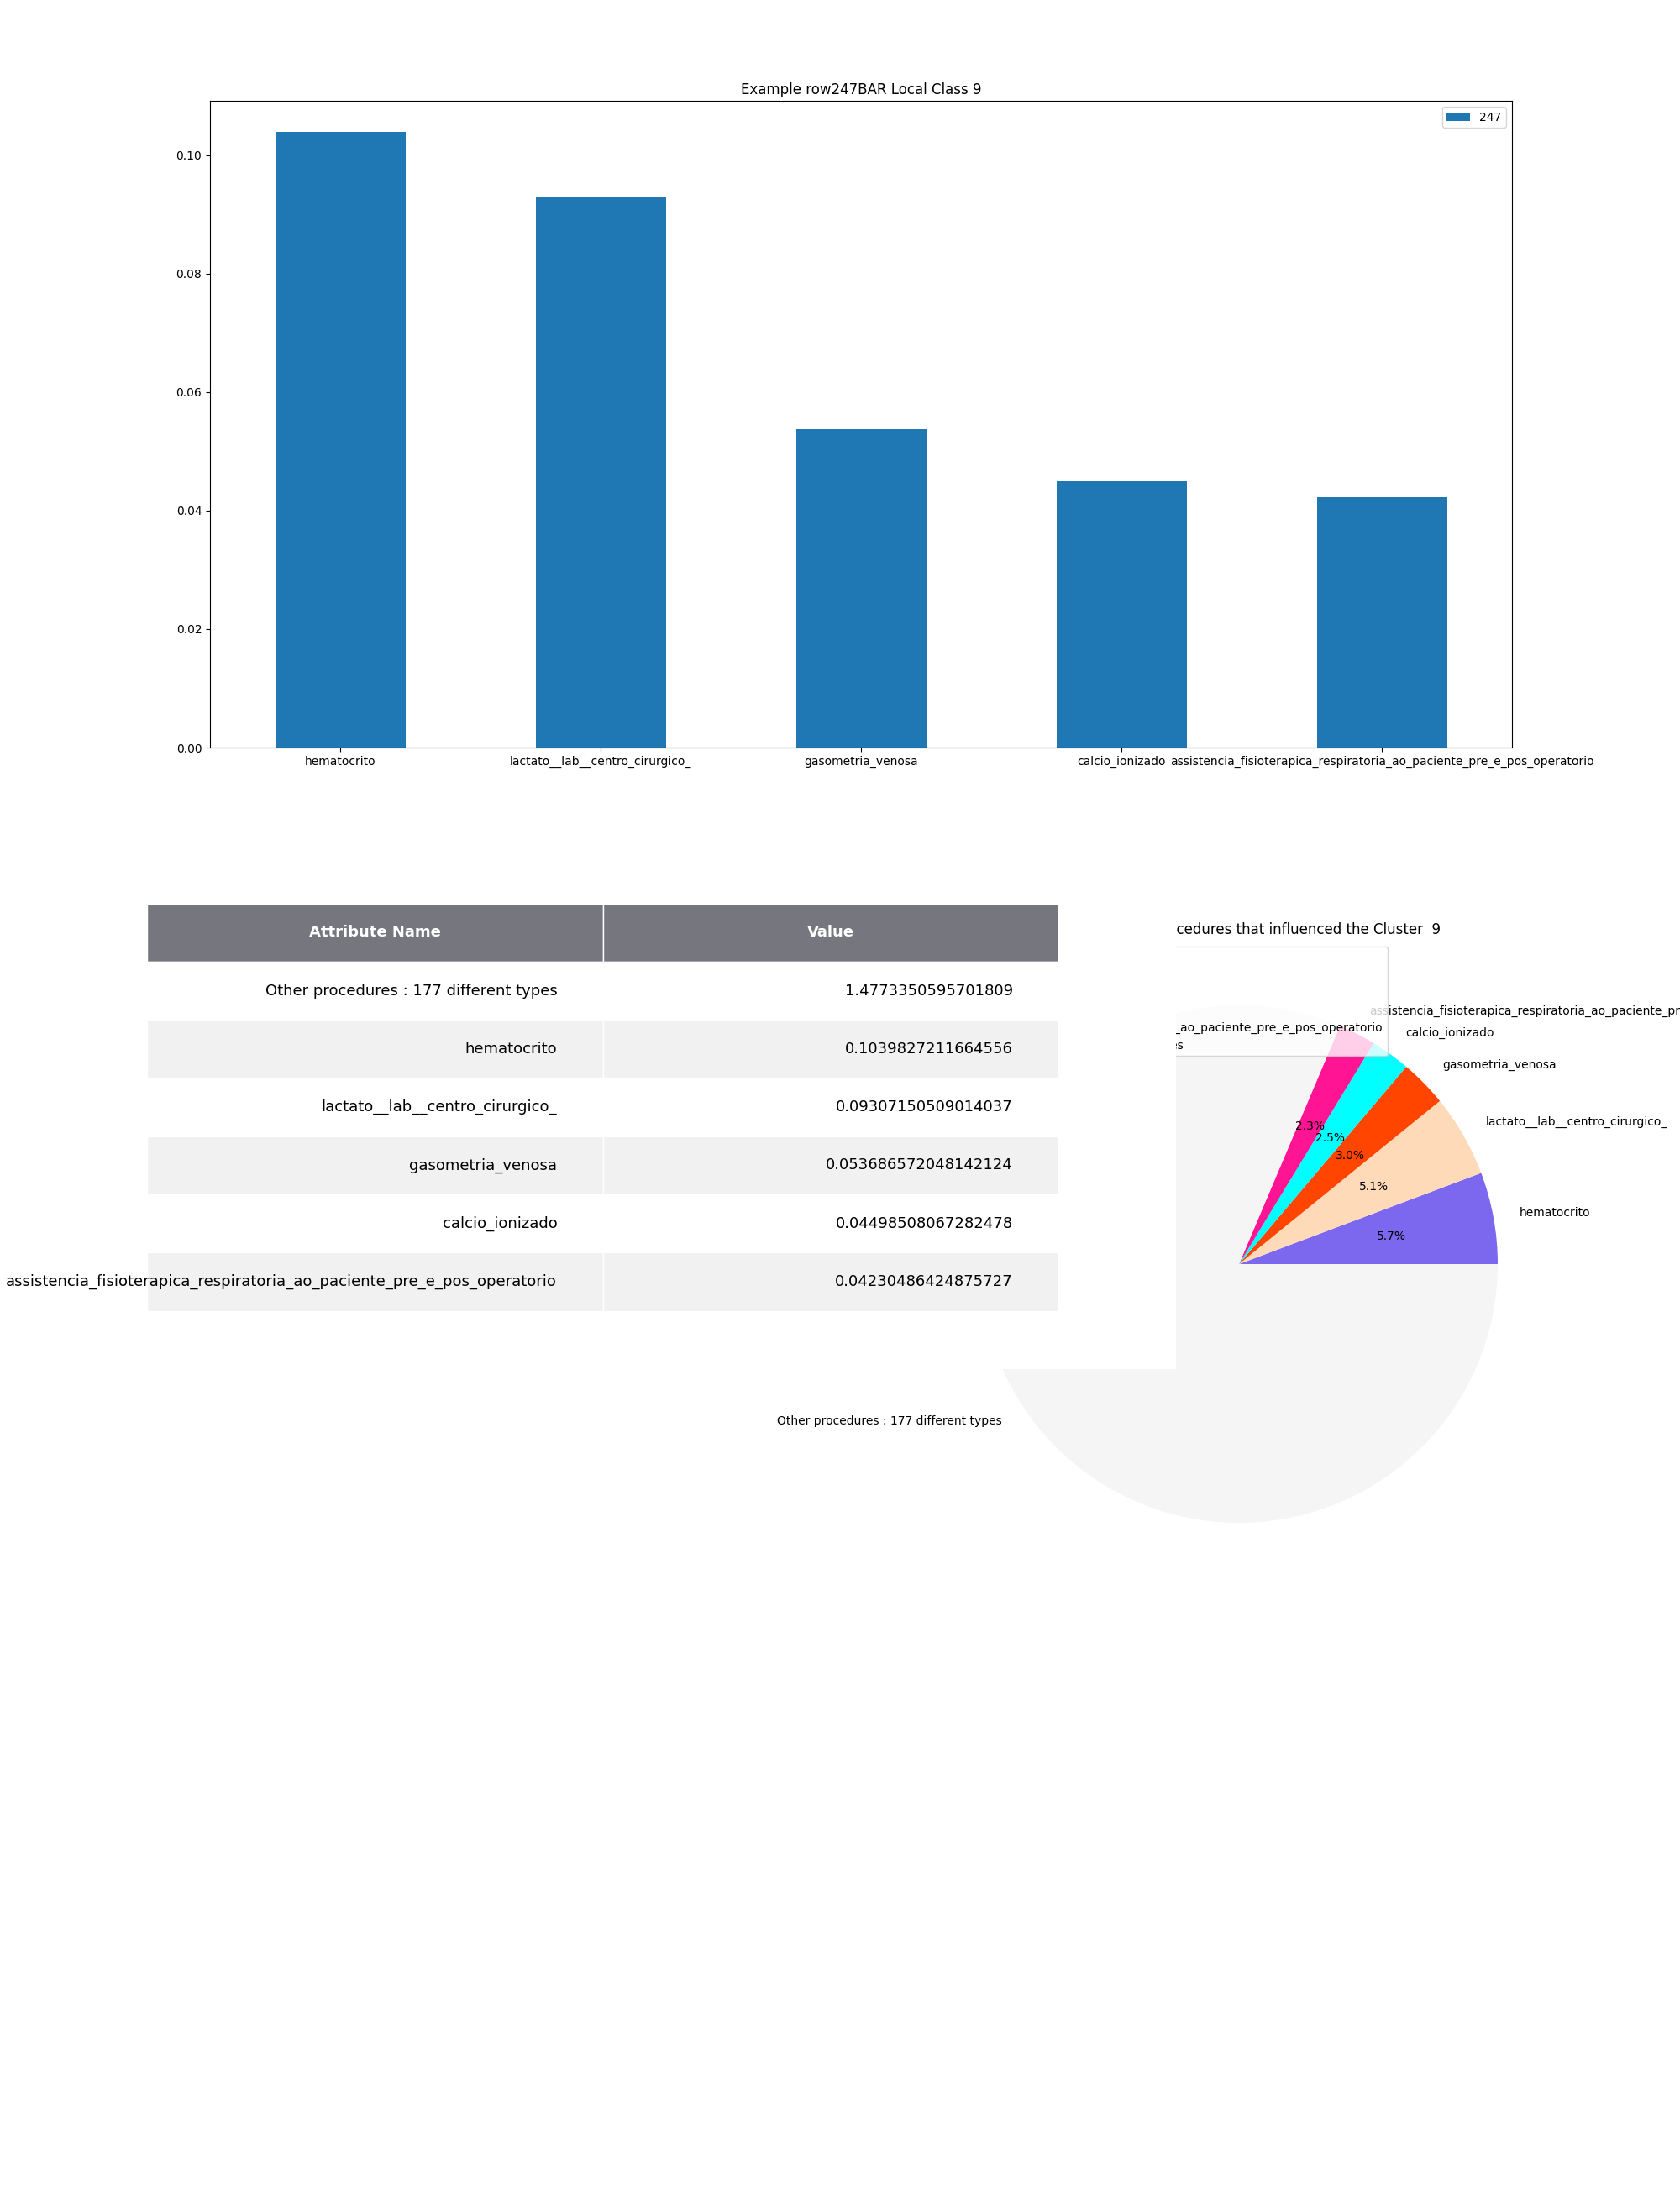 Example row247BAR Local Class 9
247
0.10
0.08
0.06
0.04
0.02
0.00
hematocrito
lactato__lab__centro_cirurgico_
gasometria_venosa
calcio_ionizado
assistencia_fisioterapica_respiratoria_ao_paciente_pre_e_pos_operatorio
Attribute Name Value
Other procedures : 177 different types 1.4773350595701809
hematocrito 0.1039827211664556
lactato__lab__centro_cirurgico_ 0.09307150509014037
gasometria_venosa 0.053686572048142124
calcio_ionizado 0.04498508067282478
assistencia_fisioterapica_respiratoria_ao_paciente_pre_e_pos_operatorio 0.04230486424875727
cedures that influenced the Cluster 9
_ao_paciente_pre_e_pos_operatorio
es
assistencia_fisioterapica_respiratoria_ao_paciente_pr
calcio_ionizado
gasometria_venosa
lactato__lab__centro_cirurgico_
hematocrito
2.3%
2.5%
3.0%
5.1%
5.7%
Other procedures : 177 different types